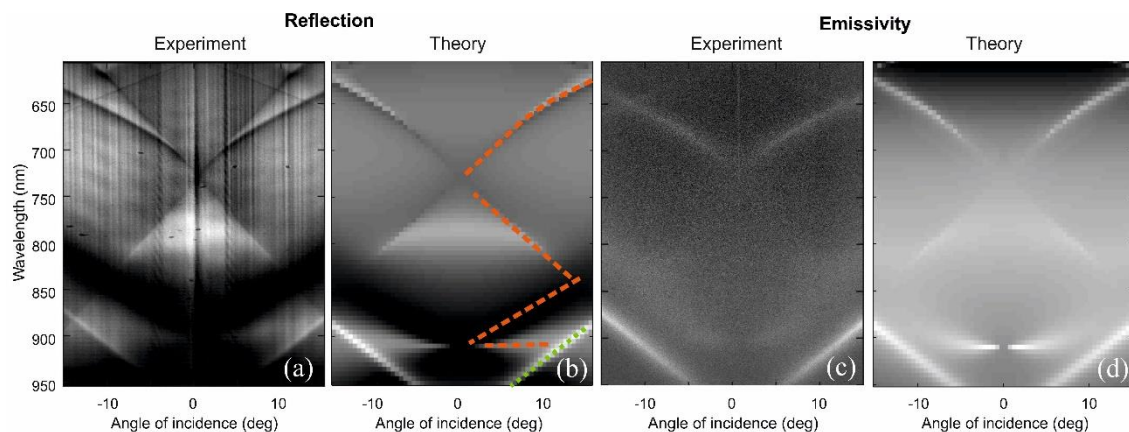 Reflection
Emissivity
Experiment
Theory
Experiment
Theory
Wavelength (nm)
650
700
750
800
850
900
950
(a)
(b)
(c)
(d)
-10 0 10
-10 0 10
-10 0 10
-10 0 10
Angle of incidence (deg)
Angle of incidence (deg)
Angle of incidence (deg)
Angle of incidence (deg)